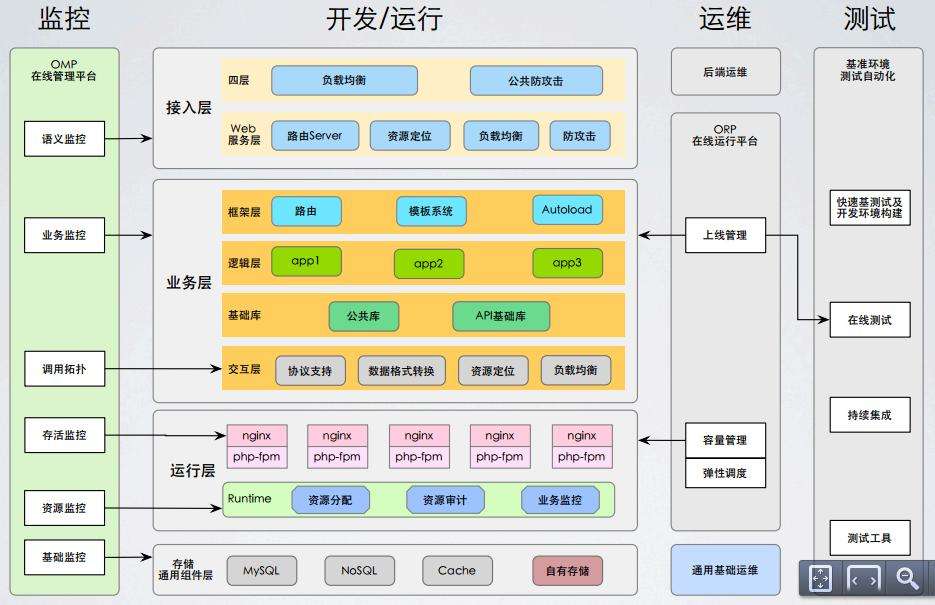 监控
开发/运行
运维
测试
OMP
在线管理平台
语义监控
业务监控
调用拓扑
存活监控
资源监控
基础监控
接入层
四层
负载均衡
公共防攻击
Web
服务层
路由Server
资源定位
负载均衡
防攻击
业务层
框架层
路由
模板系统
Autoload
逻辑层
app1
app2
app3
基础库
公共库
API基础库
交互层
协议支持
数据格式转换
资源定位
负载均衡
运行层
nginx
nginx
nginx
nginx
nginx
php-fpm
php-fpm
php-fpm
php-fpm
php-fpm
Runtime
资源分配
资源审计
业务监控
存储
通用组件层
MySQL
NoSQL
Cache
自有存储
后端运维
ORP
在线运行平台
上线管理
容量管理
弹性调度
通用基础运维
基准环境
测试自动化
快速基测试及
开发环境构建
在线测试
持续集成
测试工具